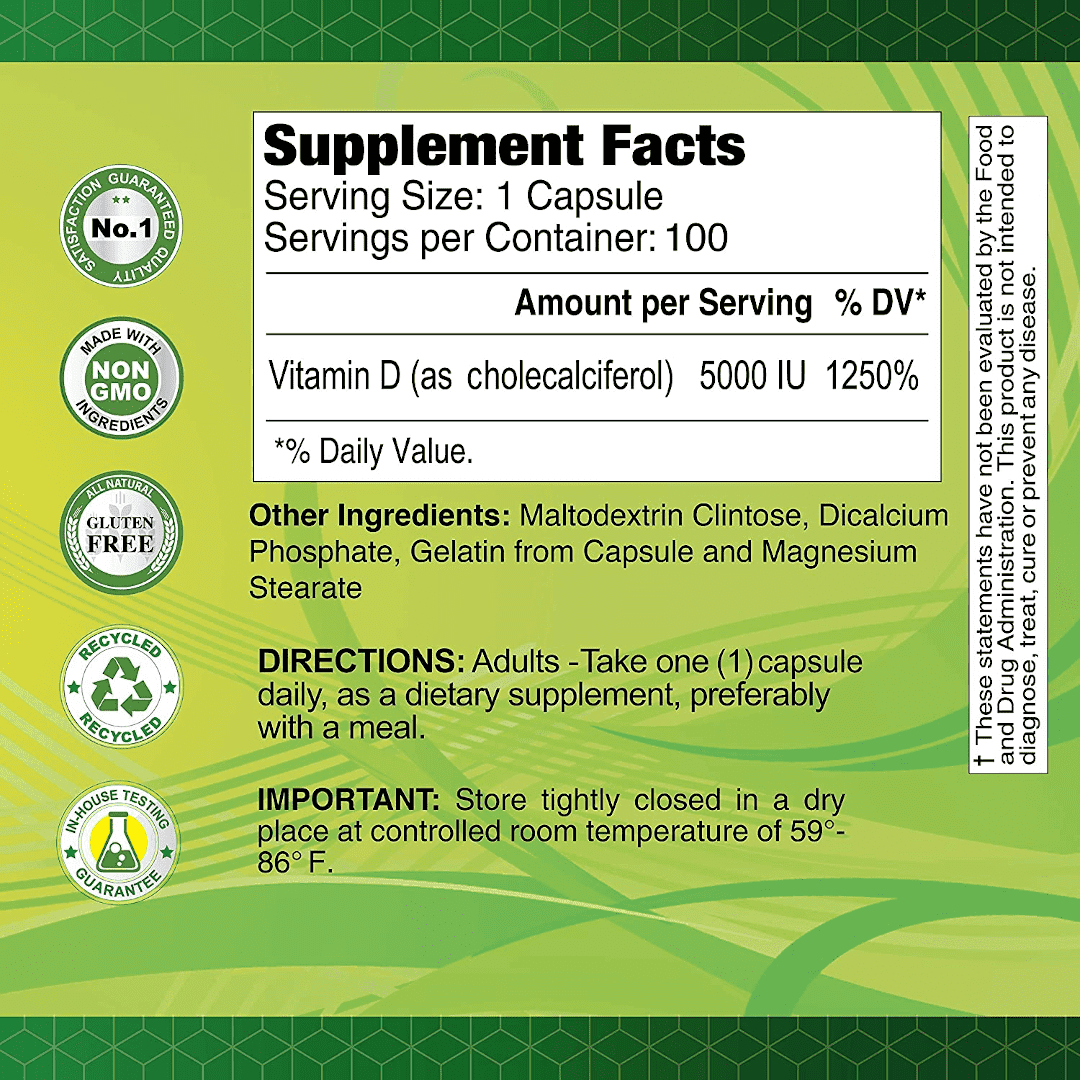 SATISFACTION GUARANTEED QUALITY
No.1
MADE WITH
NON
GMO
INGREDIENTS
ALL NATURAL
GLUTEN
FREE
RECYCLED
RECYCLED
IN-HOUSE TESTING
GUARANTEE
Supplement Facts
Serving Size: 1 Capsule
Servings per Container: 100
Amount per Serving % DV*
Vitamin D (as cholecalciferol) 5000 IU 1250%
*% Daily Value.
Other Ingredients: Maltodextrin Clintose, Dicalcium
Phosphate, Gelatin from Capsule and Magnesium
Stearate
DIRECTIONS: Adults -Take one (1) capsule
daily, as a dietary supplement, preferably
with a meal.
IMPORTANT: Store tightly closed in a dry
place at controlled room temperature of 59°-
86° F.
† These statements have not been evaluated by the Food
and Drug Administration. This product is not intended to
diagnose, treat, cure or prevent any disease.